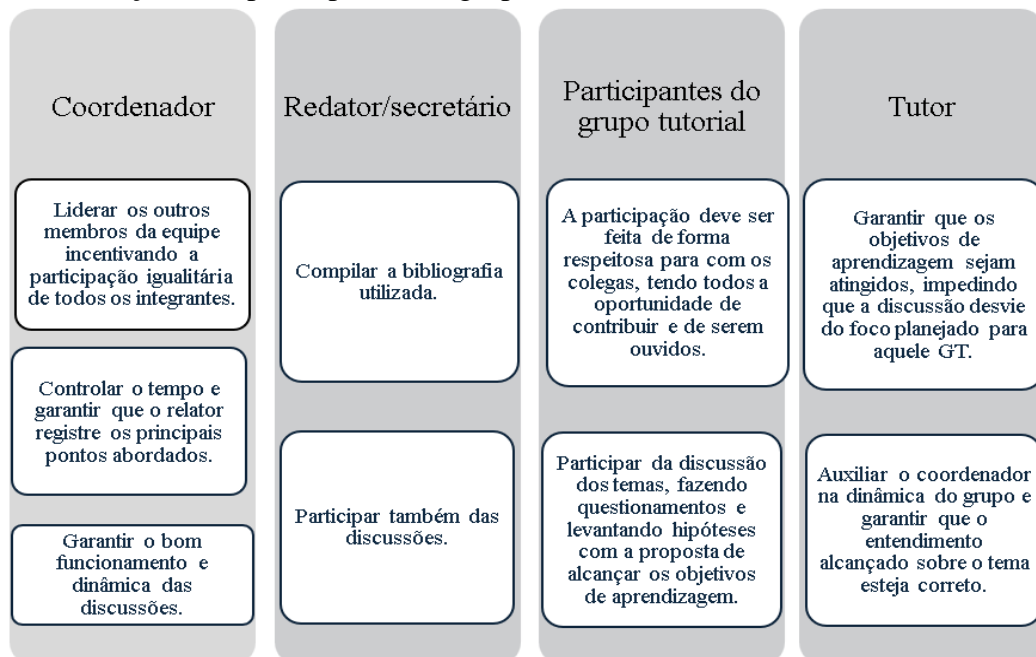 Coordenador
Liderar os outros
membros da equipe
incentivando a
participação igualitária
de todos os integrantes.
Controlar o tempo e
garantir que o relator
registre os principais
pontos abordados.
Garantir o bom
funcionamento e
dinâmica das
discussões.
Redator/secretário
Compilar a bibliografia
utilizada.
Participar também das
discussões.
Participantes do
grupo tutorial
A participação deve ser
feita de forma
respeitosa para com os
colegas, tendo todos a
oportunidade de
contribuir e de serem
ouvidos.
Participar da discussão
dos temas, fazendo
questionamentos e
levantando hipóteses
com a proposta de
alcançar os objetivos
de aprendizagem.
Tutor
Garantir que os
objetivos de
aprendizagem sejam
atingidos, impedindo
que a discussão desvie
do foco planejado para
aquele GT.
Auxiliar o coordenador
na dinâmica do grupo e
garantir que o
entendimento
alcançado sobre o tema
esteja correto.